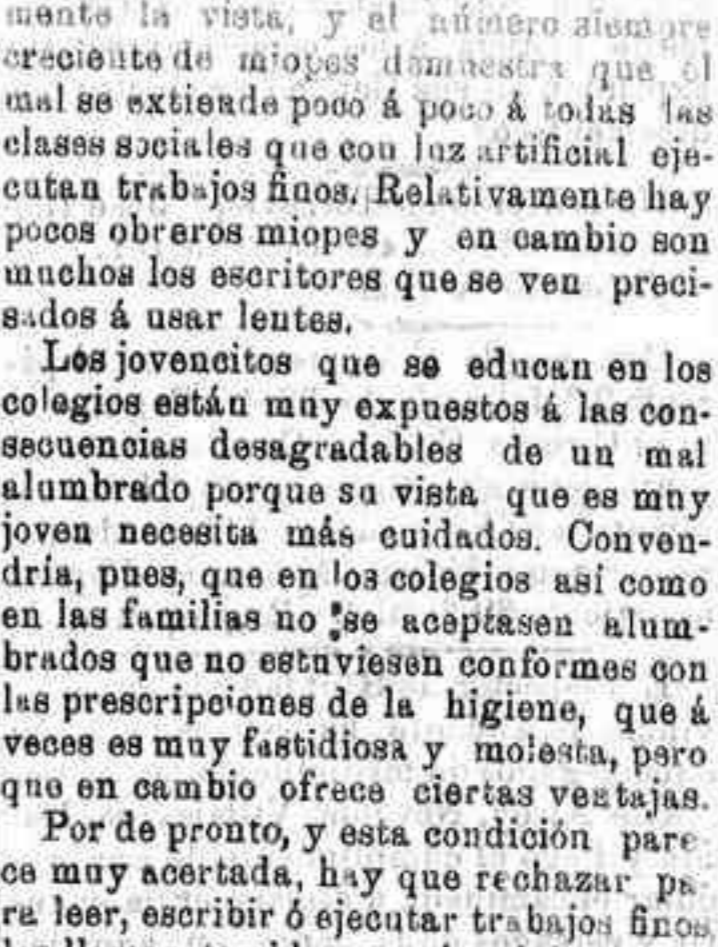 mente la vista, y el número siempre
creciente de miopes demuestra que el
mal se extiende poco á poco á todas las
clases sociales que con luz artificial eje-
cutan trabajos finos. Relativamente hay
pocos obreros miopes y en cambio son
muchos los escritores que se ven preci-
sados á usar lentes.
Los jovencitos que se educan en los
colegios están muy expuestos á las con-
secuencias desagradables de un mal
alumbrado porque su vista que es muy
joven necesita más cuidados. Conven-
dría, pues, que en los colegios así como
en las familias no se aceptasen alum-
brados que no estuviesen conformes con
las prescripciones de la higiene, que á
veces es muy fastidiosa y molesta, pero
que en cambio ofrece ciertas ventajas.
Por de pronto, y esta condición pare
ce muy acertada, hay que rechazar pa-
ra leer, escribir ó ejecutar trabajos finos